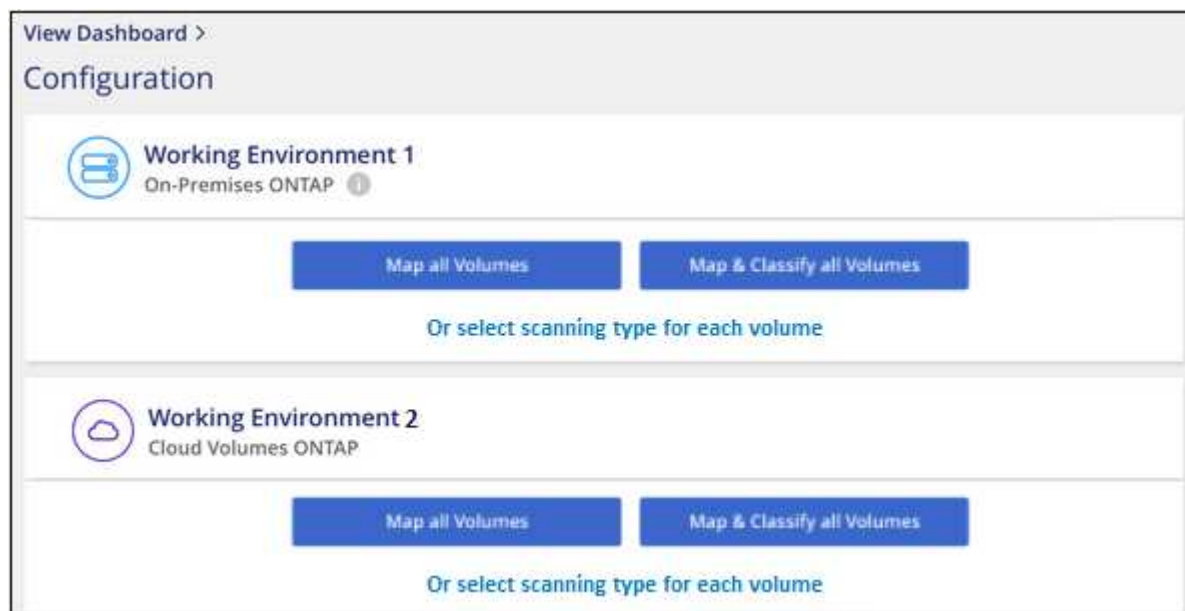 View Dashboard >
Configuration
Working Environment 1
On-Premises ONTAP i
Map all Volumes Map & Classify all Volumes
Or select scanning type for each volume
Working Environment 2
Cloud Volumes ONTAP
Map all Volumes Map & Classify all Volumes
Or select scanning type for each volume